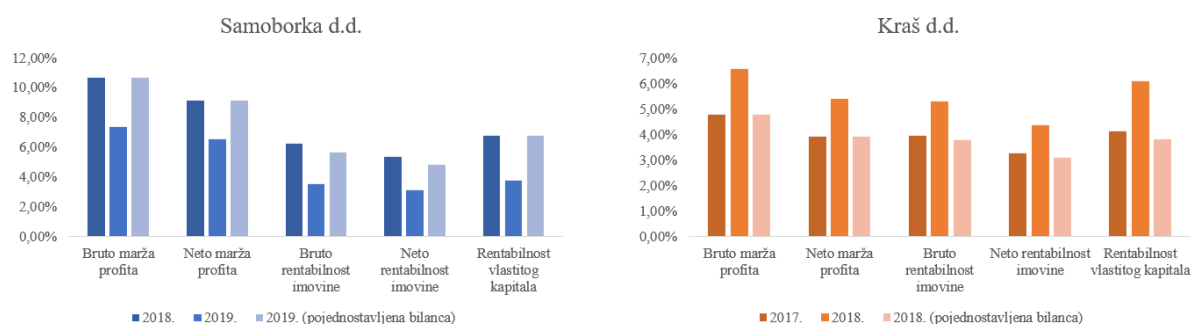 Samoborka d.d.
12,00%
10,00%
8,00%
6,00%
4,00%
2,00%
0,00%
Bruto marža
profita
Neto marža
profita
Bruto
rentabilnost
imovine
Neto
rentabilnost
imovine
Rentabilnost
vlastitog
kapitala
2018.
2019.
2019. (pojednostavljena bilanca)
Kraš d.d.
7,00%
6,00%
5,00%
4,00%
3,00%
2,00%
1,00%
0,00%
Bruto marža
profita
Neto marža
profita
Bruto
rentabilnost
imovine
Neto rentabilnost
imovine
Rentabilnost
vlastitog kapitala
2017.
2018.
2018. (pojednostavljena bilanca)